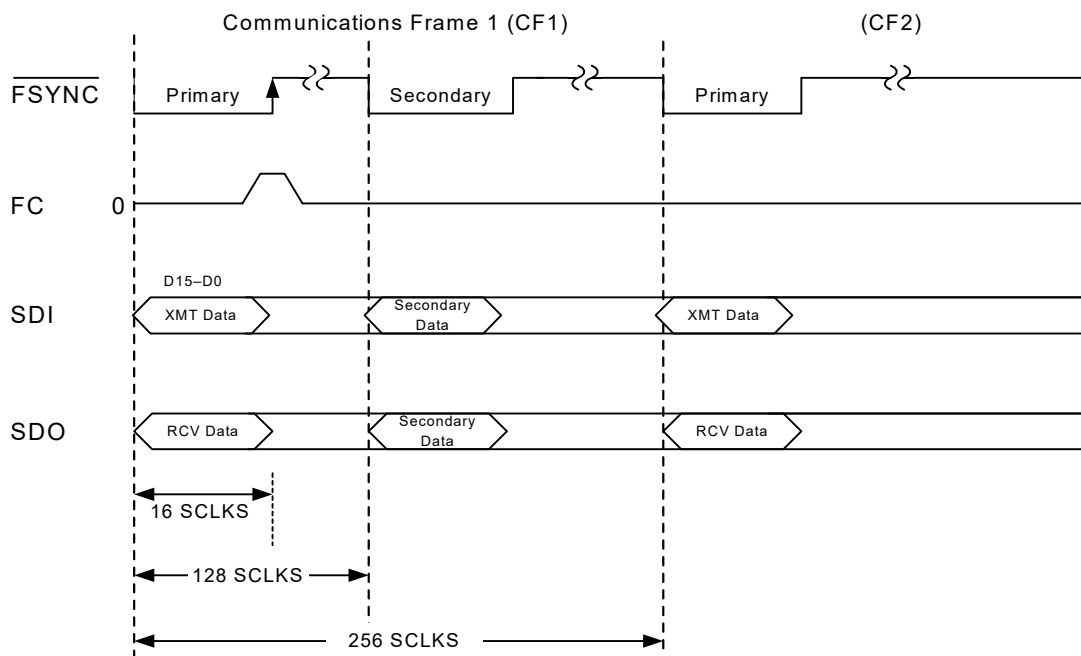 Communications Frame 1 (CF1)
(CF2)
FSYNC
Primary
Secondary
Primary
FC
0
D15–D0
SDI
XMT Data
Secondary
Data
XMT Data
SDO
RCV Data
Secondary
Data
RCV Data
16 SCLKS
128 SCLKS
256 SCLKS